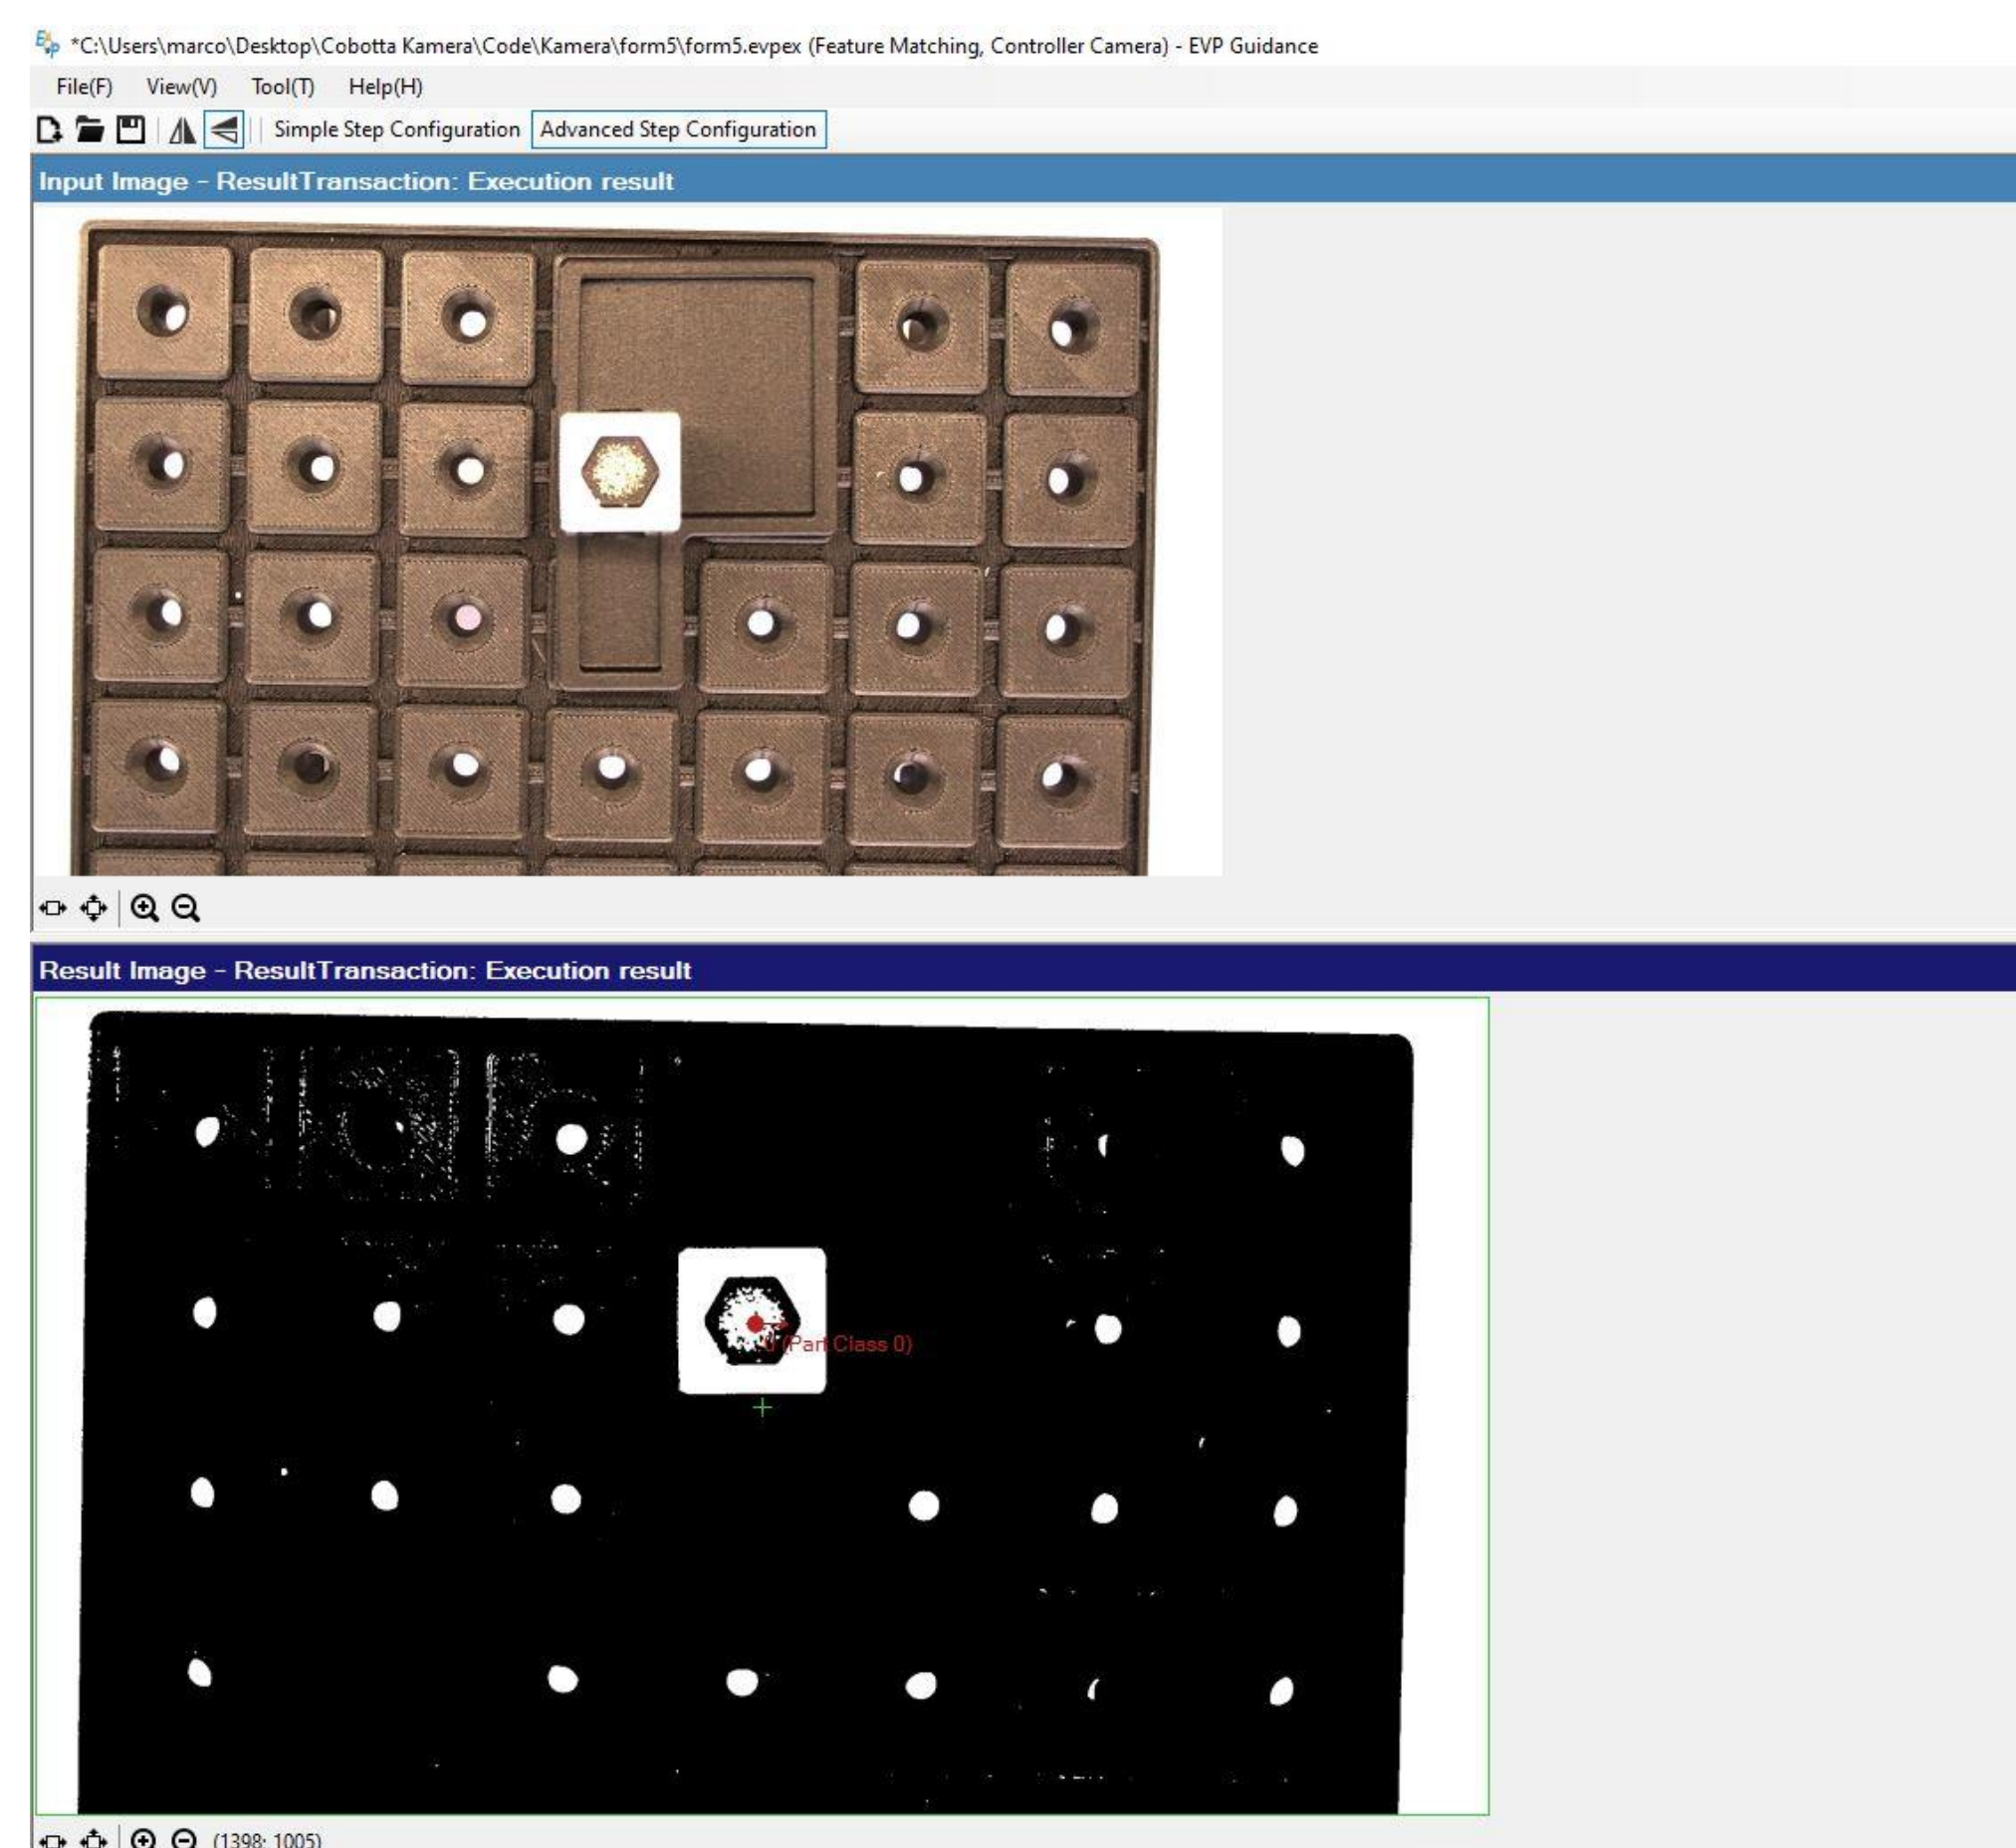 *C:\Users\marco\Desktop\Cobotta Kamera\Code\Kamera\form5\form5.evpex (Feature Matching, Controller Camera) - EVP Guidance
File(F) View(V) Tool(T) Help(H)
Simple Step Configuration Advanced Step Configuration
Input Image - ResultTransaction: Execution result
Result Image - ResultTransaction: Execution result
0 (Part Class 0)
(1398; 1005)